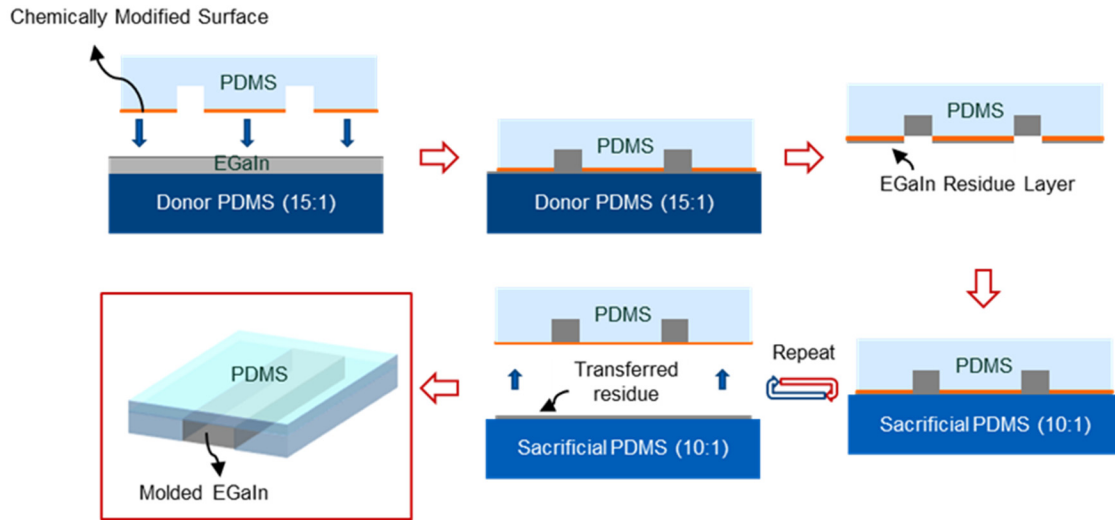 Chemically Modified Surface
PDMS
EGaIn
Donor PDMS (15:1)
PDMS
Donor PDMS (15:1)
PDMS
EGaIn Residue Layer
PDMS
Sacrificial PDMS (10:1)
Repeat
PDMS
Transferred
residue
Sacrificial PDMS (10:1)
PDMS
Molded EGaIn